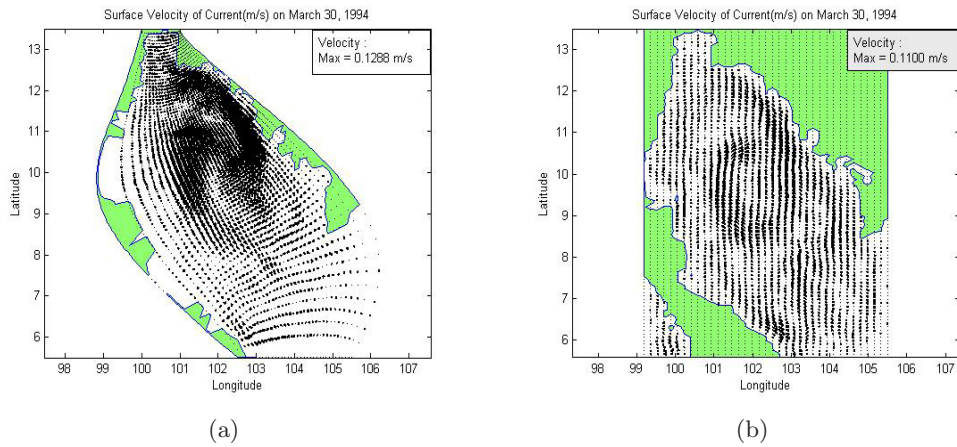 Surface Velocity of Current(m/s) on March 30, 1994
Velocity :
Max = 0.1288 m/s
13
12
11
10
9
8
7
6
Latitude
98 99 100 101 102 103 104 105 106 107
Longitude
(a)
Surface Velocity of Current(m/s) on March 30, 1994
Velocity :
Max = 0.1100 m/s
13
12
11
10
9
8
7
6
Latitude
98 99 100 101 102 103 104 105 106 107
Longitude
(b)